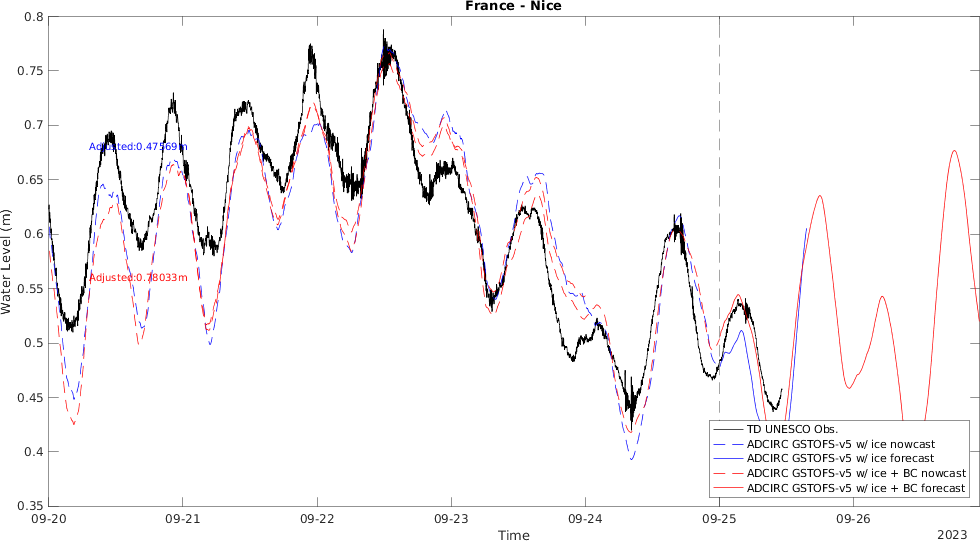 France - Nice
0.8
0.75
0.7
0.65
0.6
0.55
0.5
0.45
0.4
0.35
Water Level (m)
Adjusted:0.47569m
Adjusted:0.78033m
TD UNESCO Obs.
ADCIRC GSTOFS-v5 w/ ice nowcast
ADCIRC GSTOFS-v5 w/ ice forecast
ADCIRC GSTOFS-v5 w/ ice + BC nowcast
ADCIRC GSTOFS-v5 w/ ice + BC forecast
09-20 09-21 09-22 09-23 09-24 09-25 09-26
Time
2023